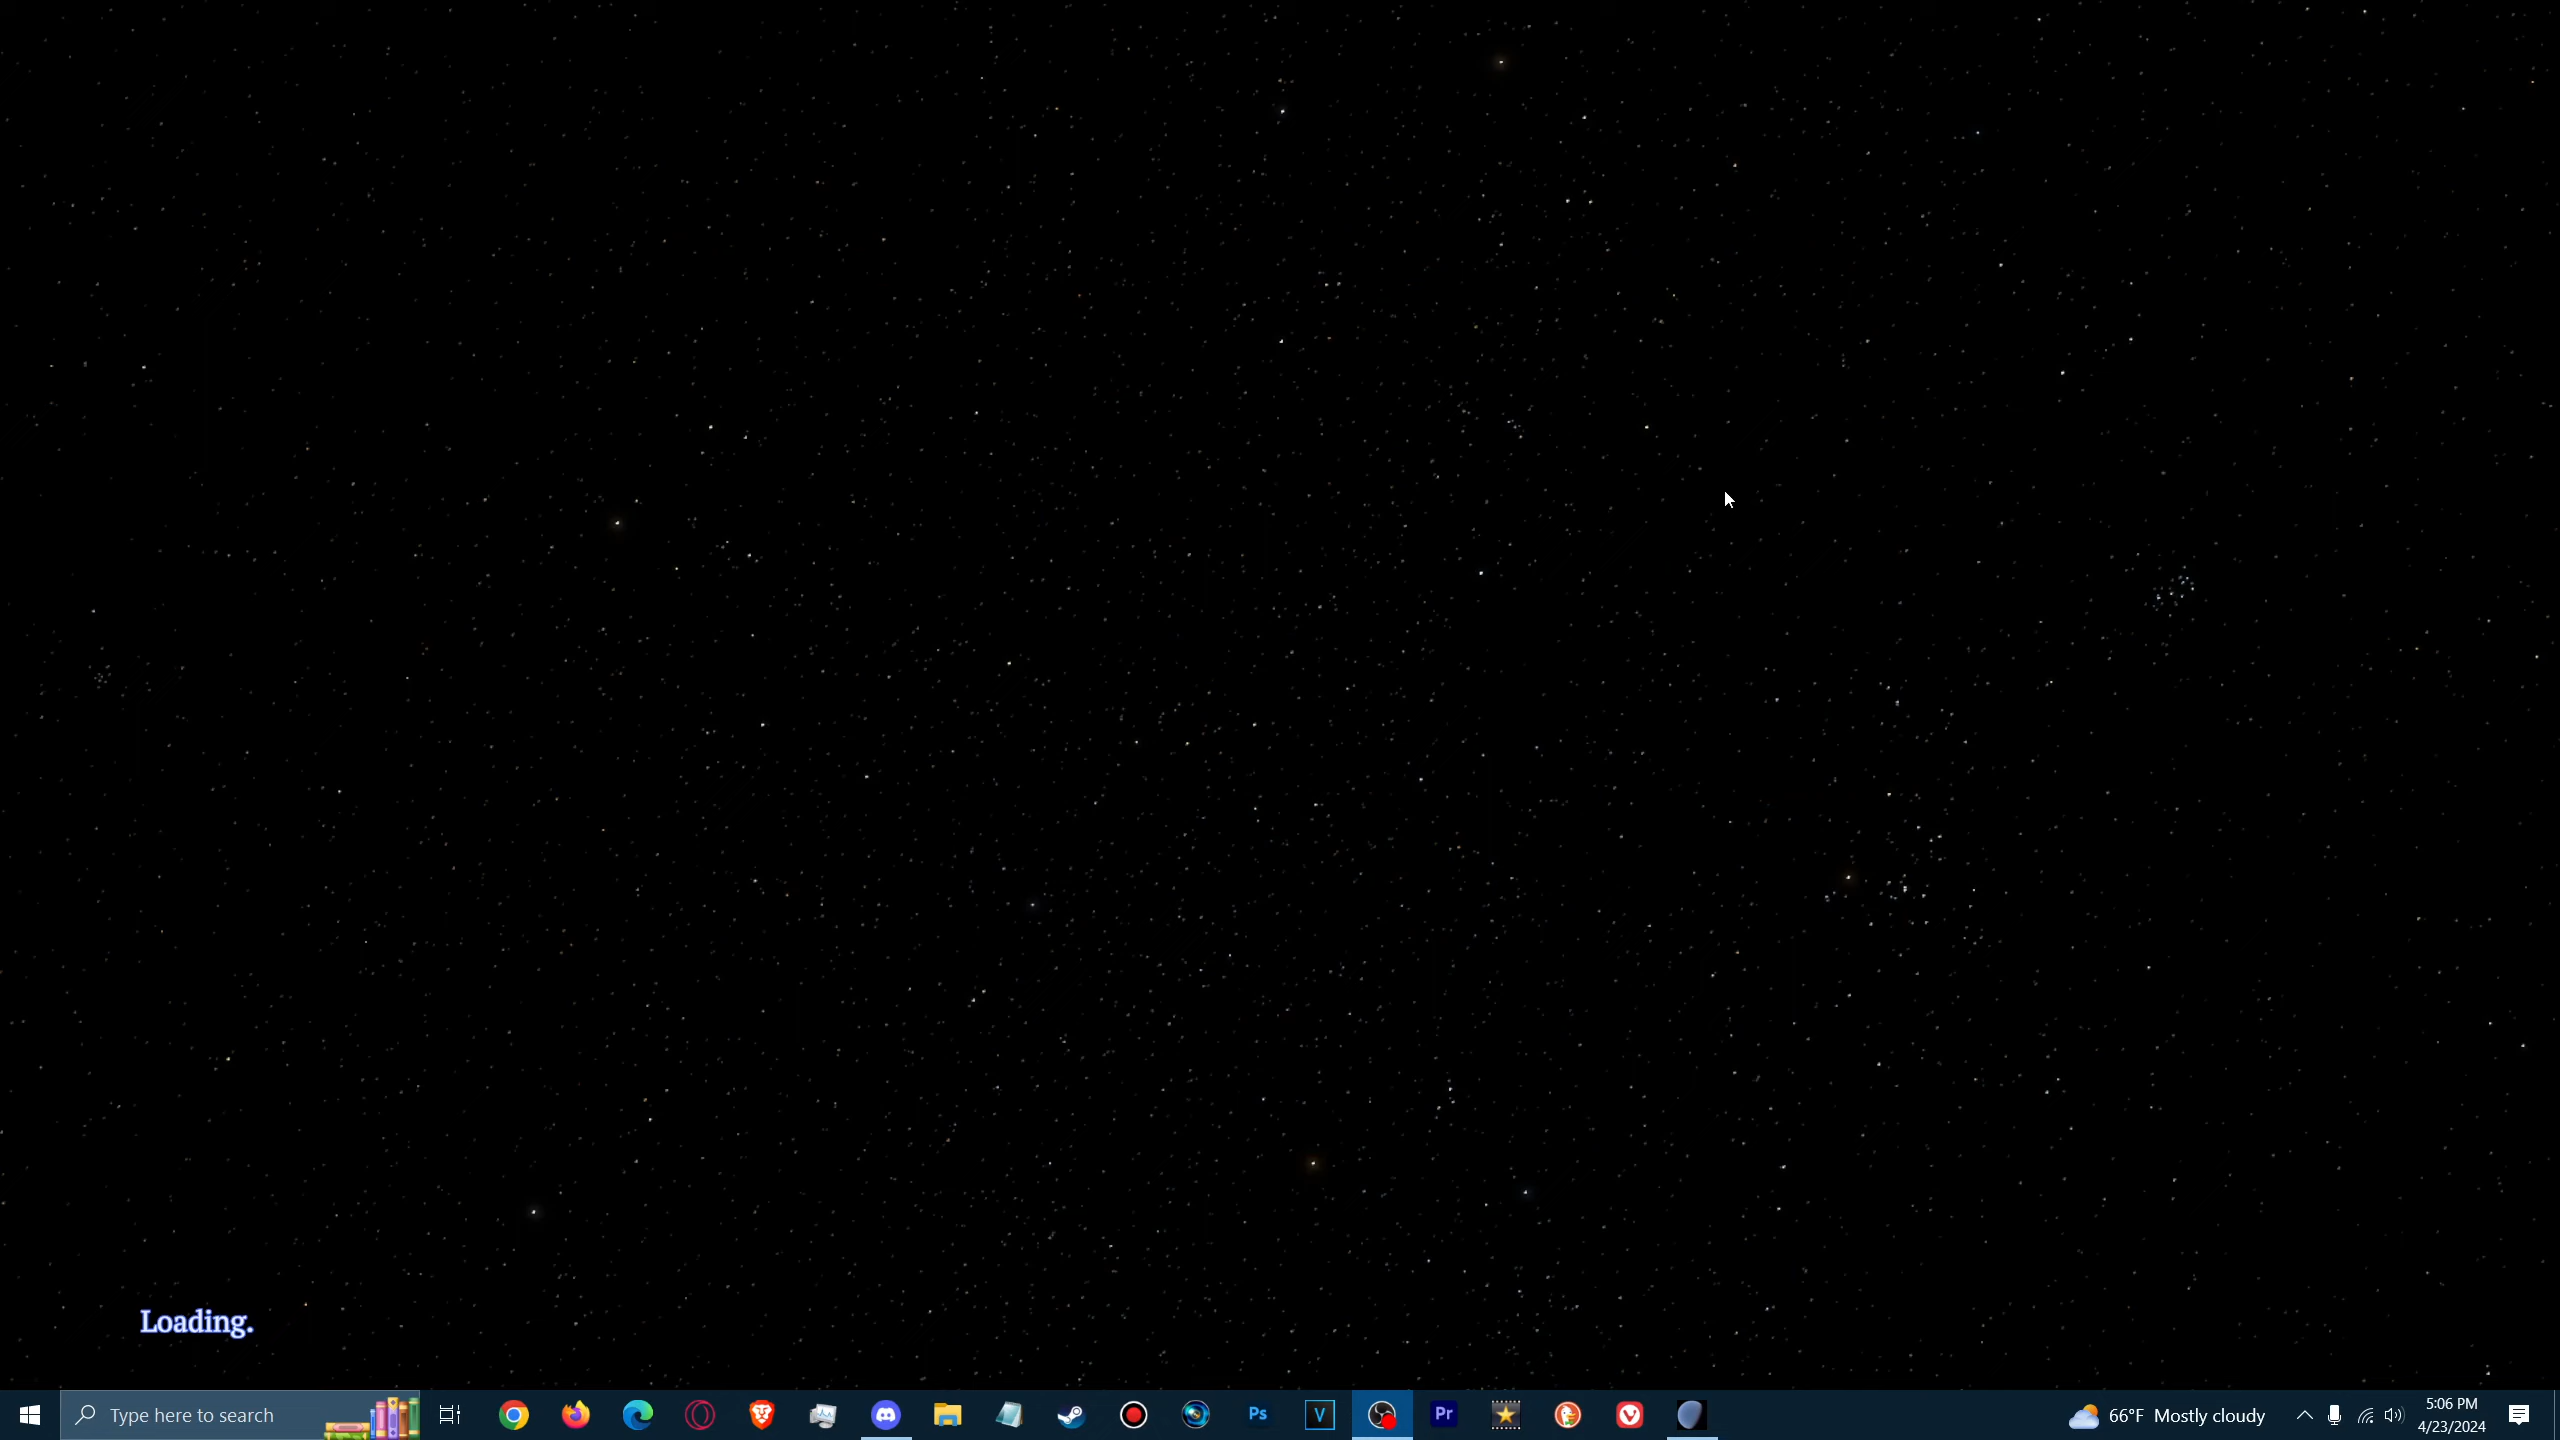 Loading.
Type here to search
Ps
V
Pr
66°F Mostly cloudy
5:06 PM
4/23/2024